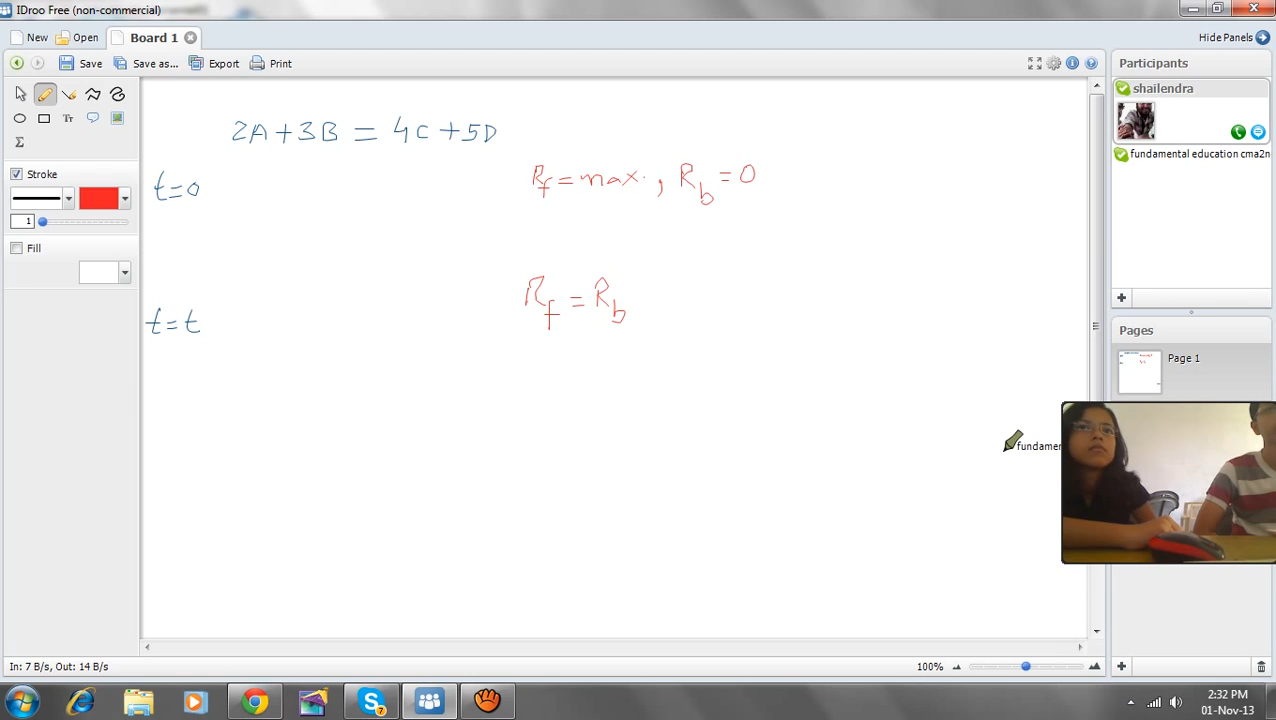 IDroo Free (non-commercial)
New Open Board 1 Hide Panels
Save Save as... Export Print
Participants
shailendra
fundamental education cma2n
2A + 3B = 4C + 5D
t=0
Rf = max. , Rb = 0
Stroke
1
Fill
Rf = Rb
t=t
Pages
Page 1
fundamen
In: 7 B/s, Out: 14 B/s 100%
7
2:32 PM
01-Nov-13